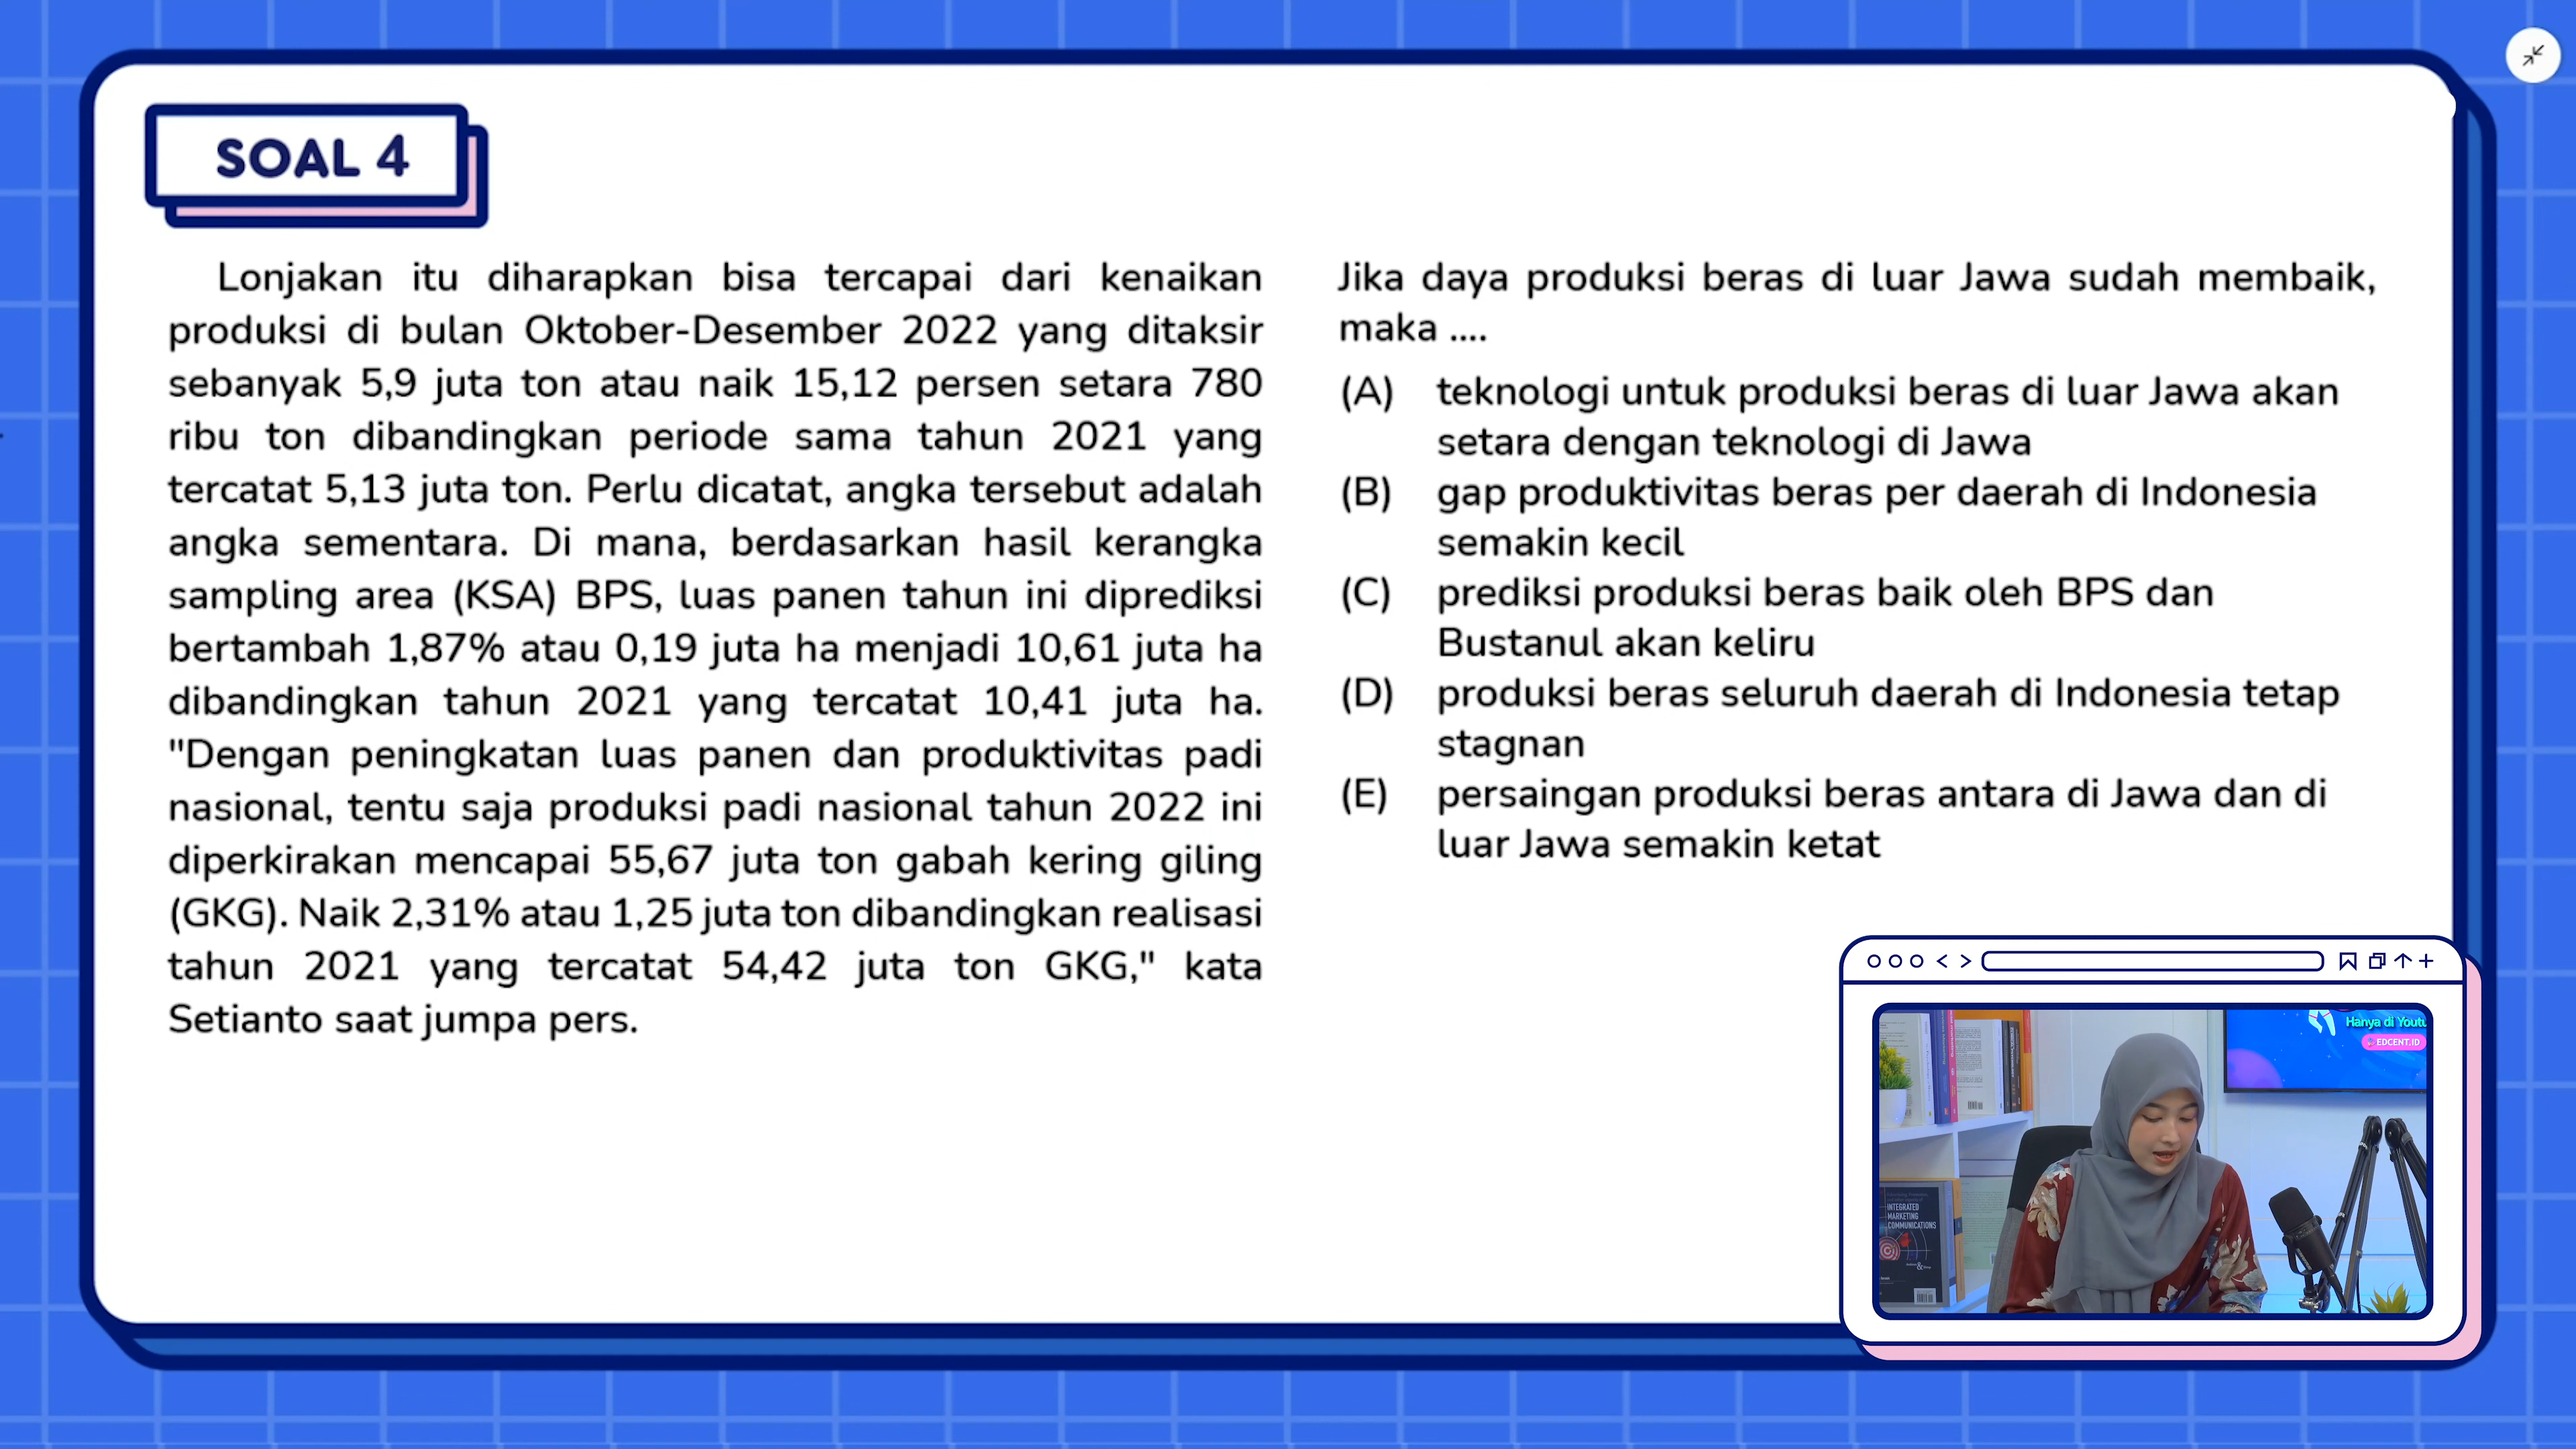 SOAL 4
Lonjakan itu diharapkan bisa tercapai dari kenaikan
produksi di bulan Oktober-Desember 2022 yang ditaksir
sebanyak 5,9 juta ton atau naik 15,12 persen setara 780
ribu ton dibandingkan periode sama tahun 2021 yang
tercatat 5,13 juta ton. Perlu dicatat, angka tersebut adalah
angka sementara. Di mana, berdasarkan hasil kerangka
sampling area (KSA) BPS, luas panen tahun ini diprediksi
bertambah 1,87% atau 0,19 juta ha menjadi 10,61 juta ha
dibandingkan tahun 2021 yang tercatat 10,41 juta ha.
"Dengan peningkatan luas panen dan produktivitas padi
nasional, tentu saja produksi padi nasional tahun 2022 ini
diperkirakan mencapai 55,67 juta ton gabah kering giling
(GKG). Naik 2,31% atau 1,25 juta ton dibandingkan realisasi
tahun 2021 yang tercatat 54,42 juta ton GKG," kata
Setianto saat jumpa pers.
Jika daya produksi beras di luar Jawa sudah membaik,
maka ....
(A) teknologi untuk produksi beras di luar Jawa akan
setara dengan teknologi di Jawa
(B) gap produktivitas beras per daerah di Indonesia
semakin kecil
(C) prediksi produksi beras baik oleh BPS dan
Bustanul akan keliru
(D) produksi beras seluruh daerah di Indonesia tetap
stagnan
(E) persaingan produksi beras antara di Jawa dan di
luar Jawa semakin ketat
Hanya di Youtu
EDCENT.ID
INTEGRATED
MARKETING
COMMUNICATIONS